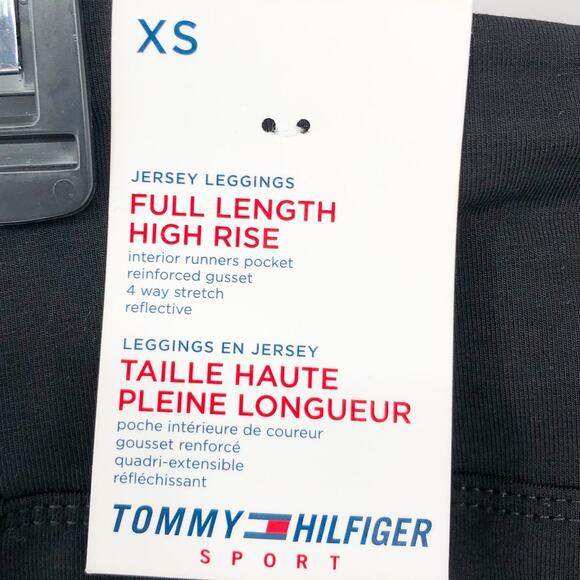 XS
JERSEY LEGGINGS
FULL LENGTH
HIGH RISE
interior runners pocket
reinforced gusset
4 way stretch
reflective
LEGGINGS EN JERSEY
TAILLE HAUTE
PLEINE LONGUEUR
poche intérieure de coureur
gousset renforcé
quadri-extensible
réfléchissant
TOMMY HILFIGER
SPORT